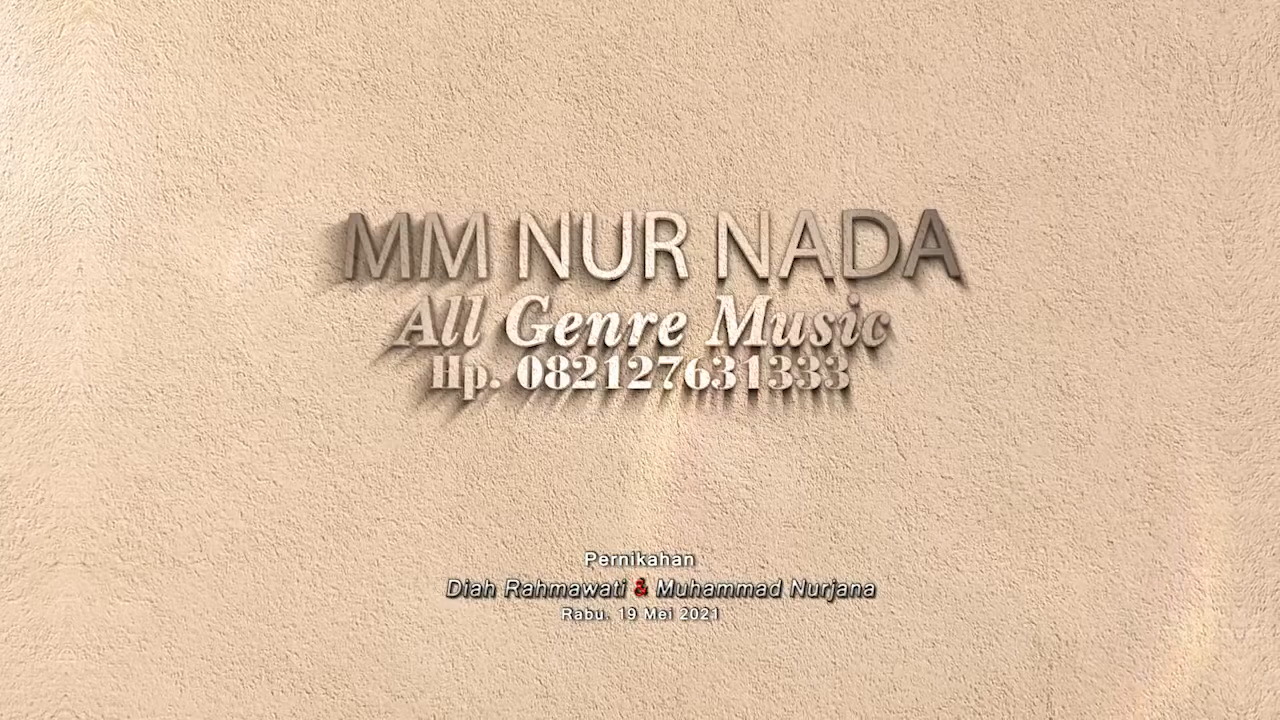 MM NUR NADA
All Genre Music
Hp. 082127631333
Pernikahan
Diah Rahmawati & Muhammad Nurjana
Rabu, 19 Mei 2021